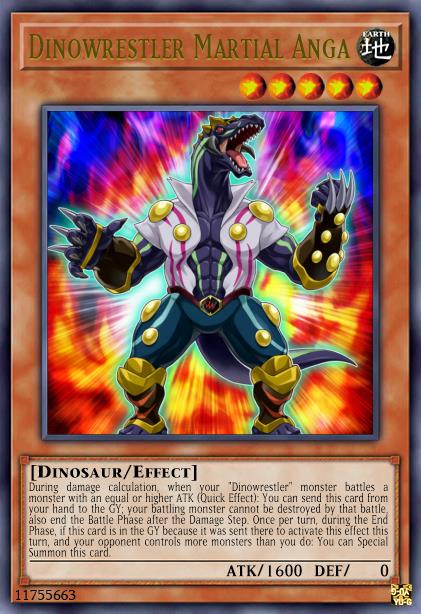 DINOWRESTLER MARTIAL ANGA
EARTH
地
[DINOSAUR/EFFECT]
During damage calculation, when your "Dinowrestler" monster battles a
monster with an equal or higher ATK (Quick Effect): You can send this card from
your hand to the GY; your battling monster cannot be destroyed by that battle,
also end the Battle Phase after the Damage Step. Once per turn, during the End
Phase, if this card is in the GY because it was sent there to activate this effect this
turn, and your opponent controls more monsters than you do: You can Special
Summon this card.
ATK/1600 DEF/ 0
11755663